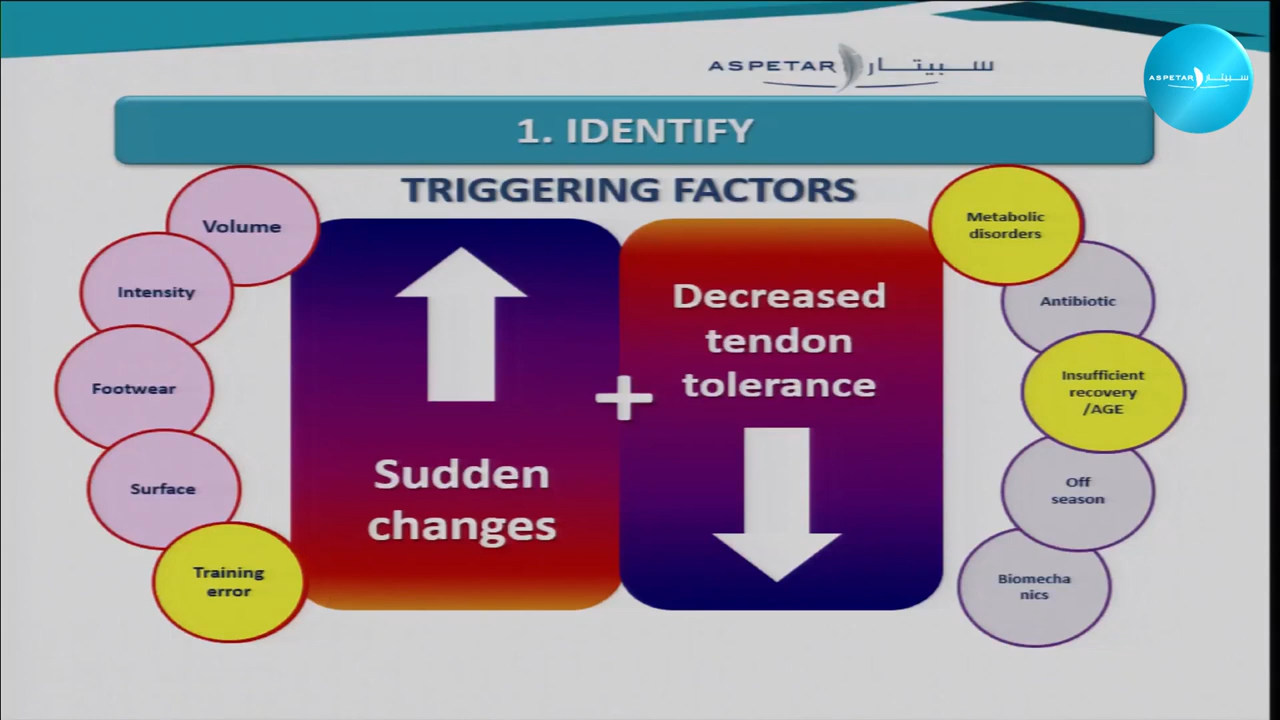 ASPETAR سبيتار
ASPETAR سبيتار
1. IDENTIFY
TRIGGERING FACTORS
Volume
Intensity
Footwear
Surface
Training
error
Sudden
changes
+
Decreased
tendon
tolerance
Metabolic
disorders
Antibiotic
Insufficient
recovery
/AGE
Off
season
Biomecha
nics